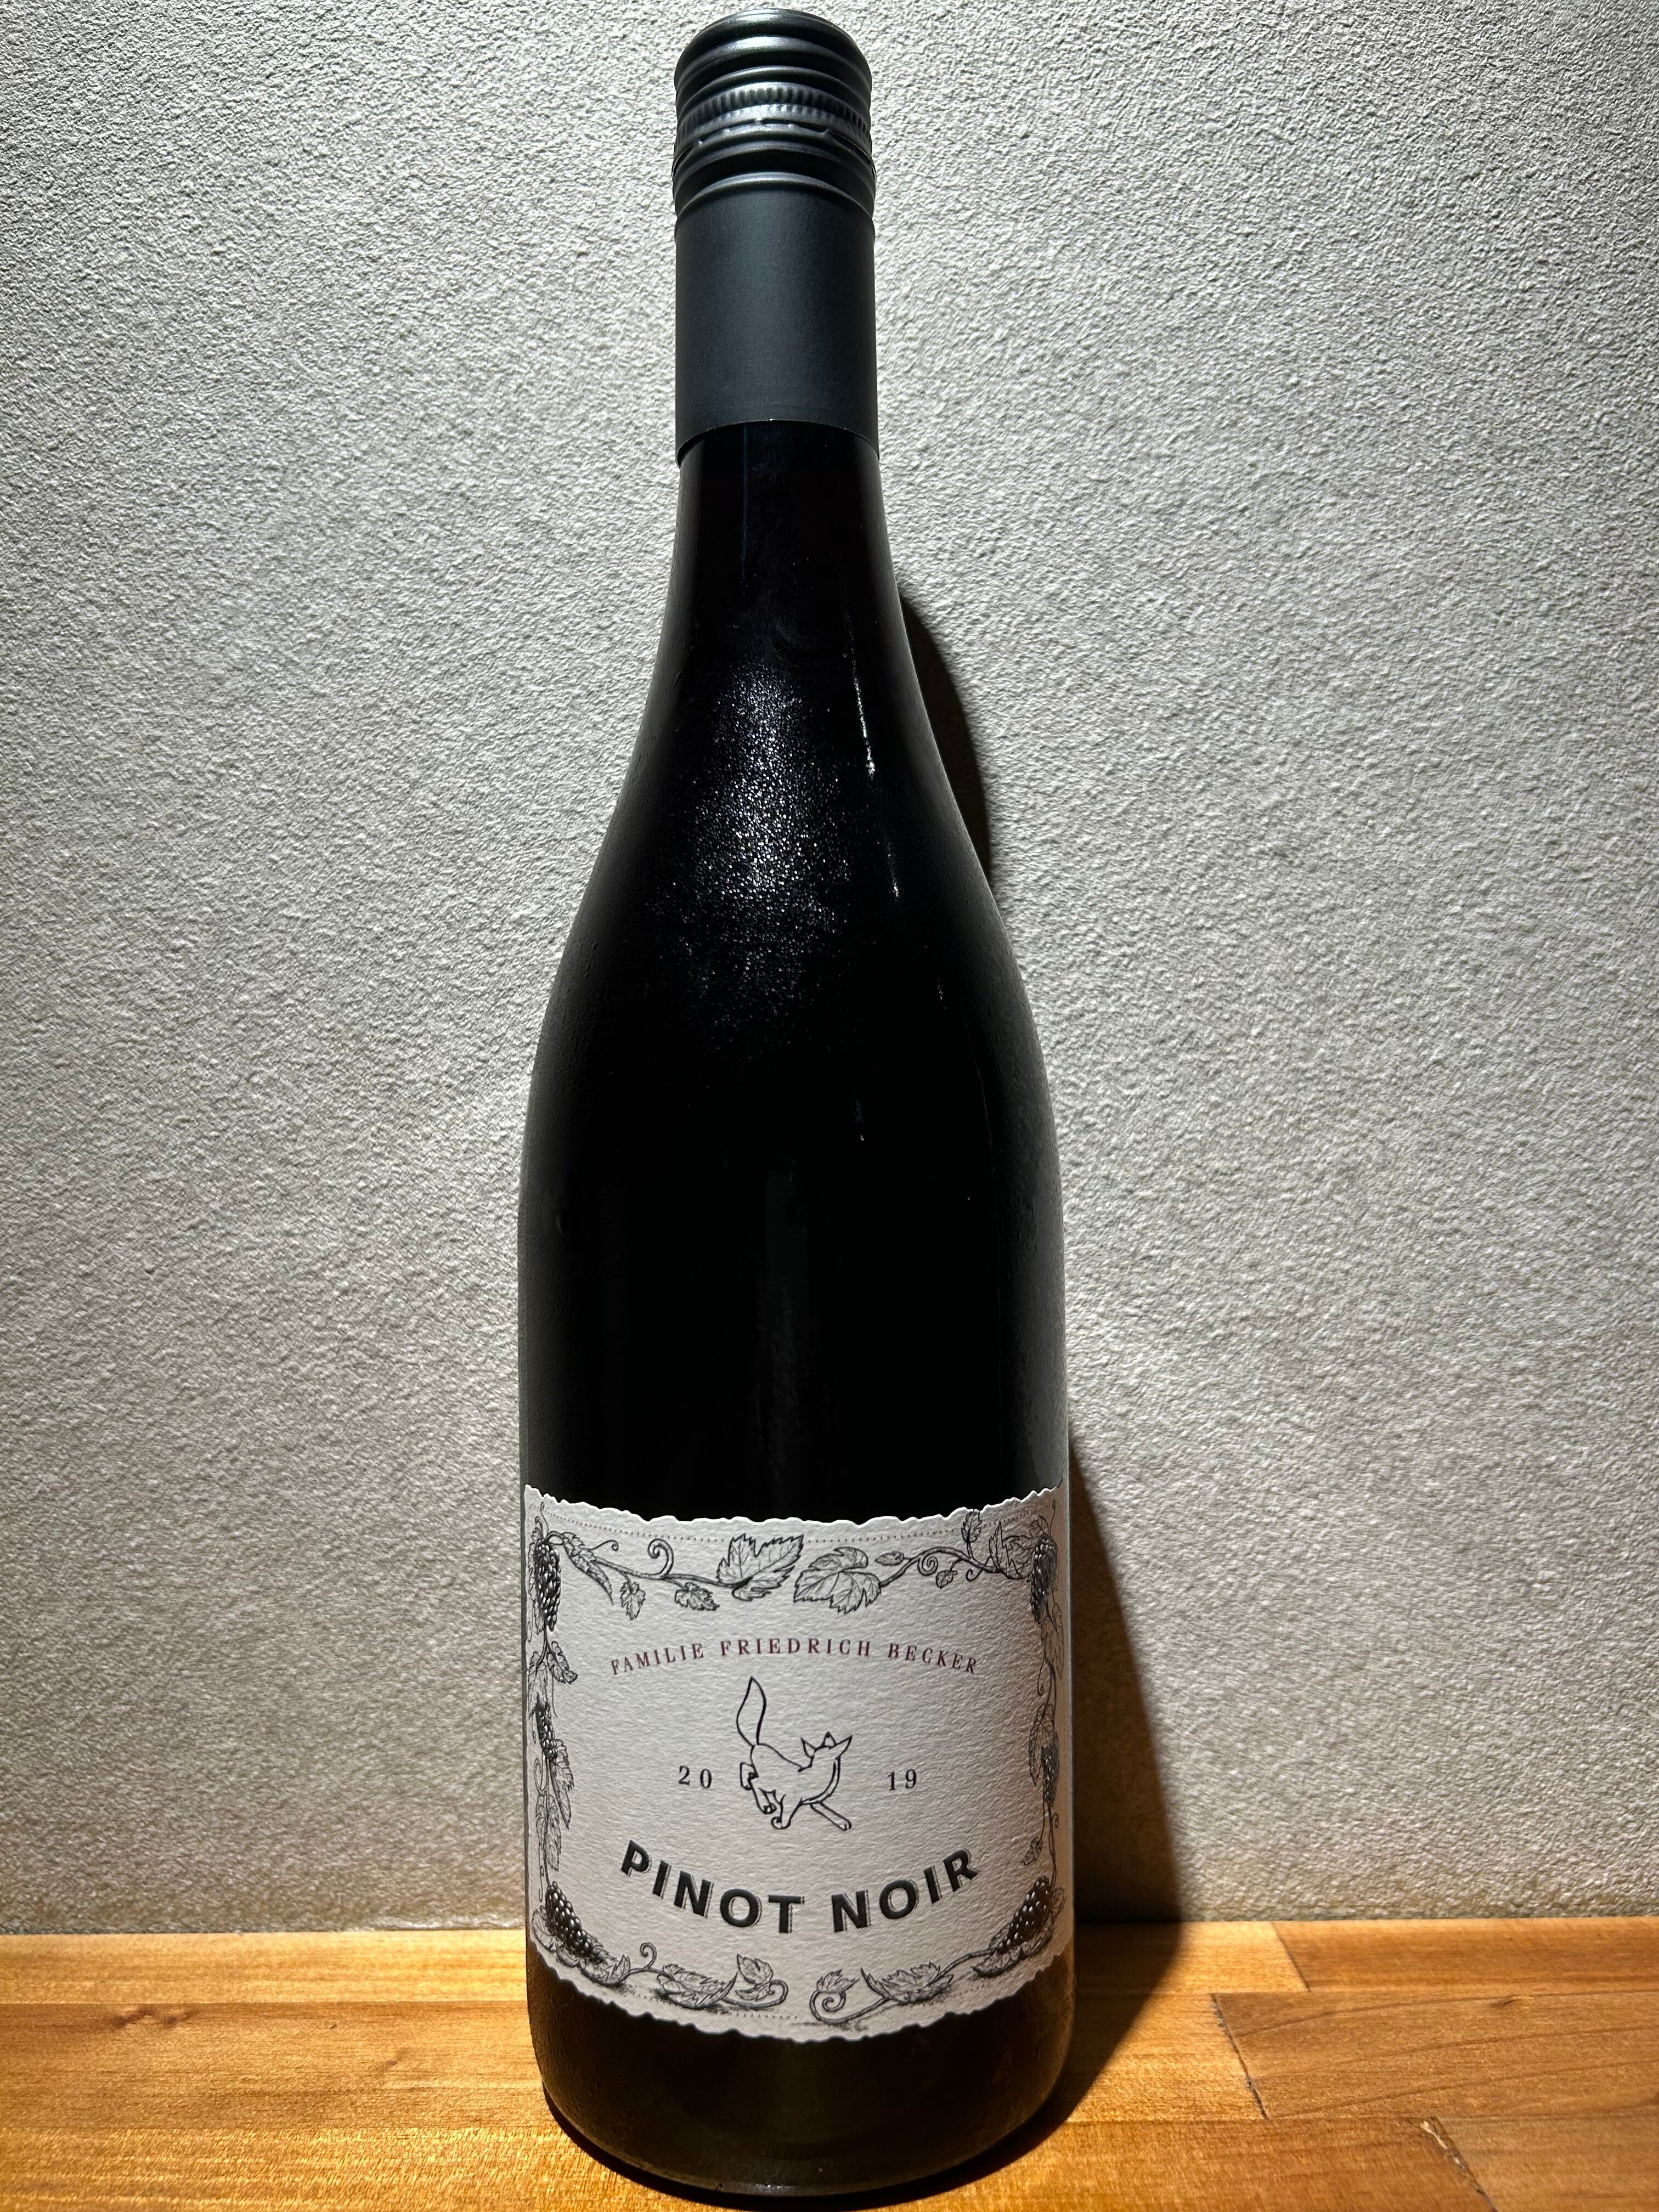 FAMILIE FRIEDRICH BECKER
20 19
PINOT NOIR